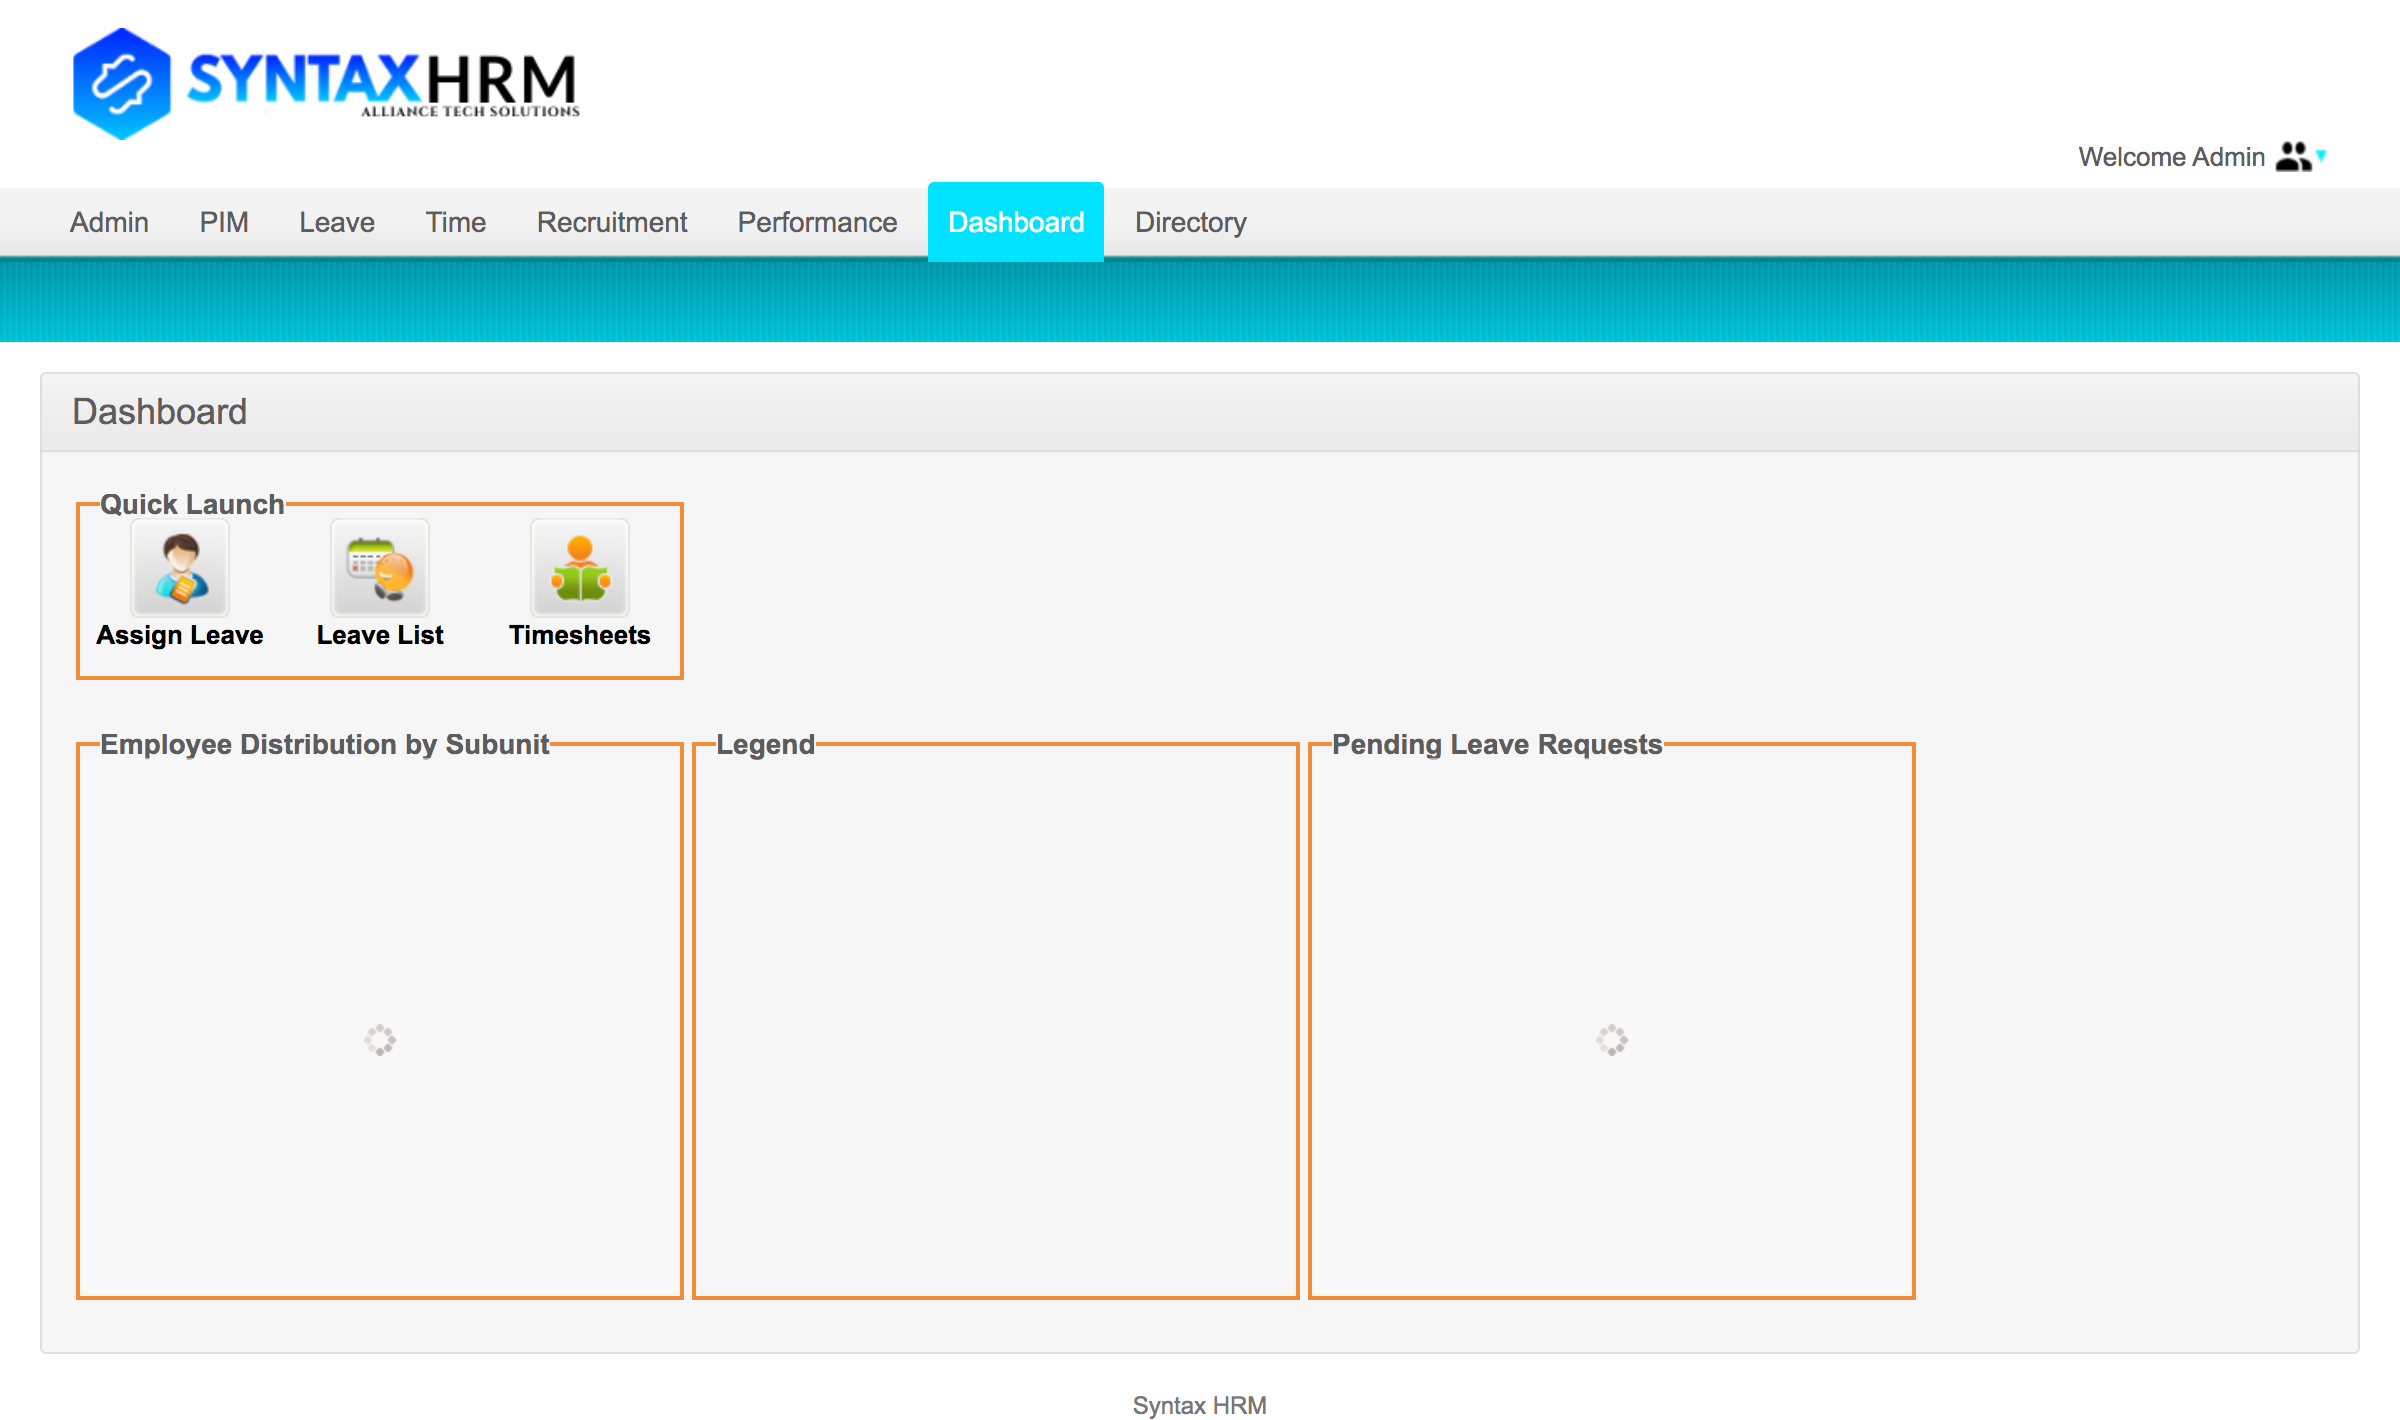 SYNTAXHRM
ALLIANCE TECH SOLUTIONS
Welcome Admin
Admin PIM Leave Time Recruitment Performance Dashboard Directory
Dashboard
Quick Launch
Assign Leave Leave List Timesheets
Employee Distribution by Subunit Legend Pending Leave Requests
Syntax HRM